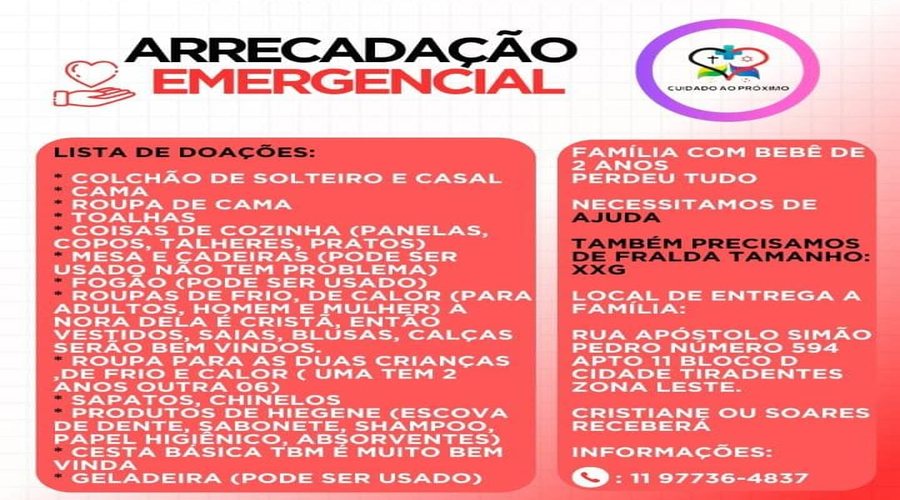 ARRECADAÇÃO
EMERGENCIAL
CUIDADO AO PRÓXIMO
LISTA DE DOAÇÕES:
* COLCHÃO DE SOLTEIRO E CASAL
* CAMA
* ROUPA DE CAMA
* TOALHAS
* COISAS DE COZINHA (PANELAS,
COPOS, TALHERES, PRATOS)
* MESA E CADEIRAS (PODE SER
USADO NÃO TEM PROBLEMA)
* FOGÃO (PODE SER USADO)
* ROUPAS DE FRIO, DE CALOR (PARA
ADULTOS, HOMEM E MULHER) A
NORA DELA É CRISTÃ, ENTÃO
VESTIDOS, SAIAS, BLUSAS, CALÇAS
SERÃO BEM VINDOS.
* ROUPA PARA AS DUAS CRIANÇAS
,DE FRIO E CALOR ( UMA TEM 2
ANOS OUTRA 06)
* SAPATOS, CHINELOS
* PRODUTOS DE HIEGENE (ESCOVA
DE DENTE, SABONETE, SHAMPOO,
PAPEL HIGIÊNICO, ABSORVENTES)
* CESTA BÁSICA TBM É MUITO BEM
VINDA
* GELADEIRA (PODE SER USADO)
FAMÍLIA COM BEBÊ DE
2 ANOS
PERDEU TUDO
NECESSITAMOS DE
AJUDA
TAMBÉM PRECISAMOS
DE FRALDA TAMANHO:
XXG
LOCAL DE ENTREGA A
FAMÍLIA:
RUA APÓSTOLO SIMÃO
PEDRO NÚMERO 594
APTO 11 BLOCO D
CIDADE TIRADENTES
ZONA LESTE.
CRISTIANE OU SOARES
RECEBERÁ
INFORMAÇÕES:
: 11 97736-4837